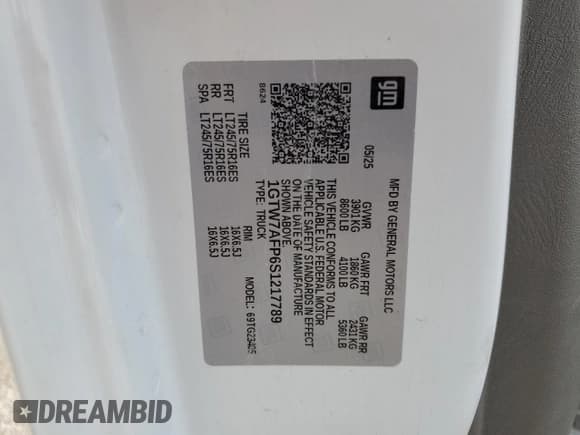 gm
MFD BY GENERAL MOTORS LLC
05/25
GVWR GAWR FRT GAWR RR
3901 KG 1860 KG 2431 KG
8600 LB 4100 LB 5360 LB
THIS VEHICLE CONFORMS TO ALL
APPLICABLE U.S. FEDERAL MOTOR
VEHICLE SAFETY STANDARDS IN EFFECT
ON THE DATE OF MANUFACTURE
SHOWN ABOVE.
1GTW7AFP6S1217789
TYPE: TRUCK MODEL: 69TG23405
8624
TIRE SIZE RIM
FRT LT245/75R16ES 16X6.5J
RR LT245/75R16ES 16X6.5J
SPA LT245/75R16ES 16X6.5J
DREAMBID